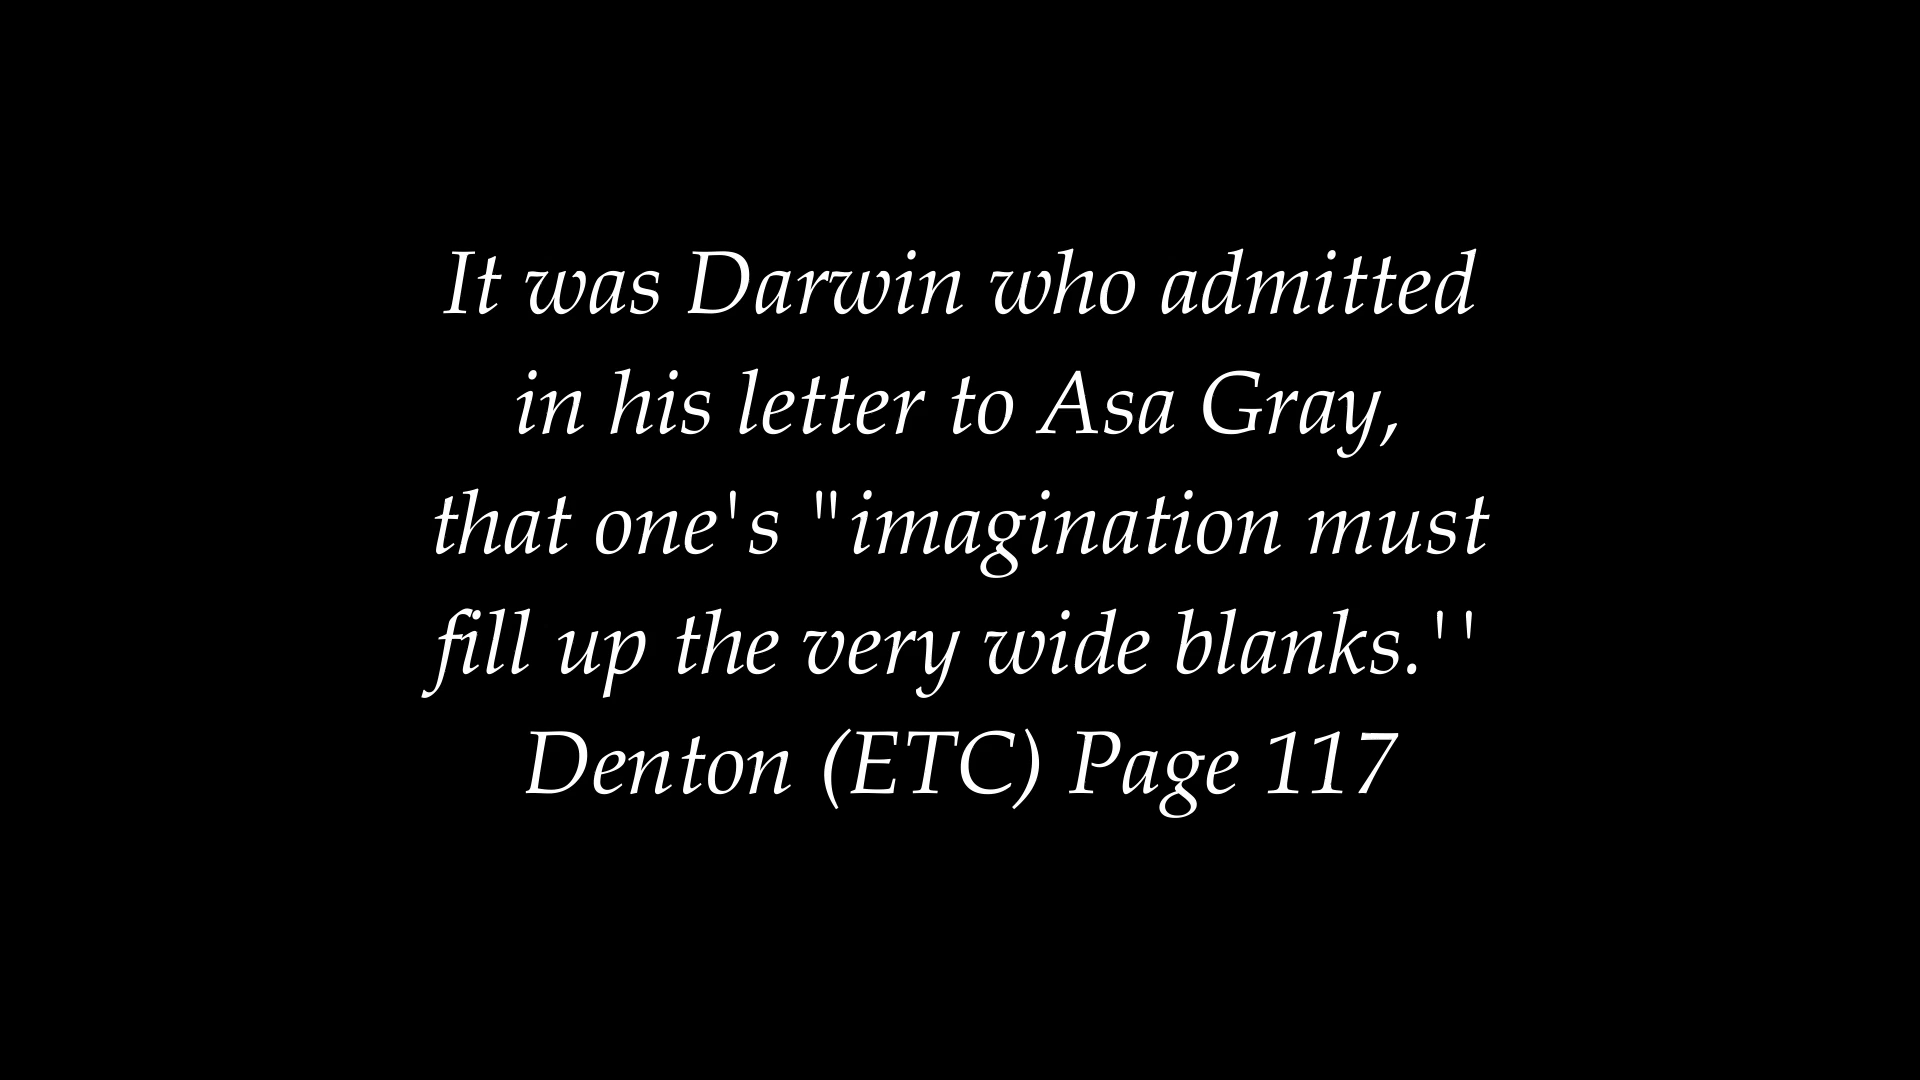 It was Darwin who admitted
in his letter to Asa Gray,
that one's "imagination must
fill up the very wide blanks.''
Denton (ETC) Page 117